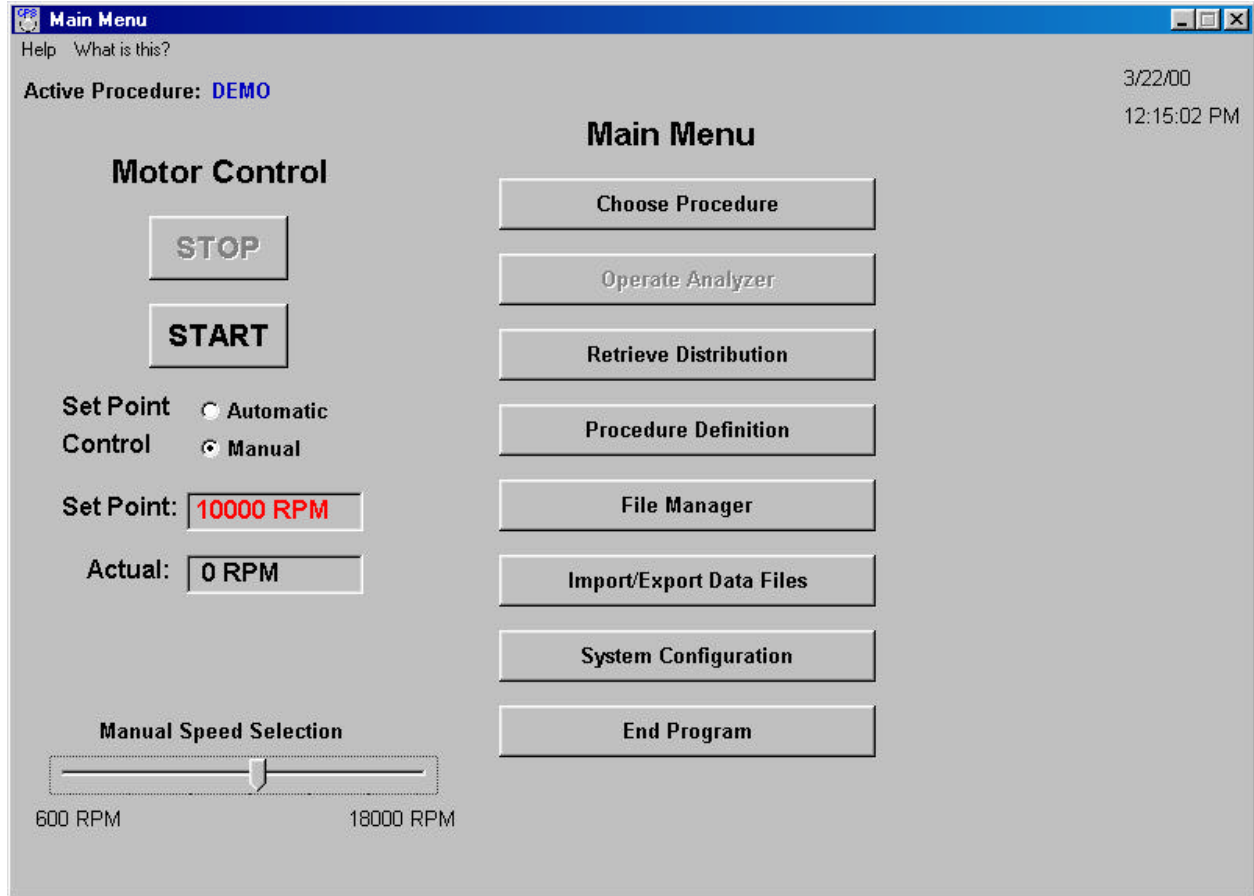 CPS Main Menu
Help What is this?
Active Procedure: DEMO
3/22/00
12:15:02 PM
Motor Control
STOP
START
Set Point Control
Automatic
Manual
Set Point: 10000 RPM
Actual: 0 RPM
Manual Speed Selection
600 RPM 18000 RPM
Main Menu
Choose Procedure
Operate Analyzer
Retrieve Distribution
Procedure Definition
File Manager
Import/Export Data Files
System Configuration
End Program